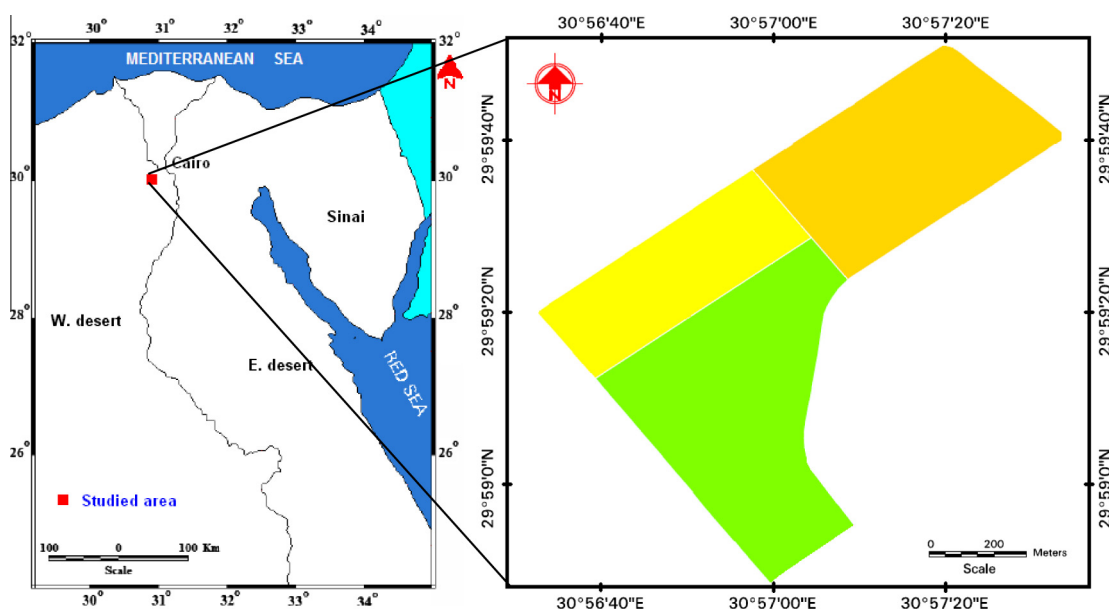 30° 31° 32° 33° 34°
32° 32°
MEDITERRANEAN SEA
N
Cairo
30° 30°
Sinai
28° 28°
W. desert
E. desert
RED SEA
26° 26°
Studied area
100 0 100 Km
Scale
30° 31° 32° 33° 34°
30°56'40"E 30°57'00"E 30°57'20"E
N
29°59'40"N 29°59'40"N
29°59'20"N 29°59'20"N
29°59'0"N 29°59'0"N
0 200
Meters
Scale
30°56'40"E 30°57'00"E 30°57'20"E